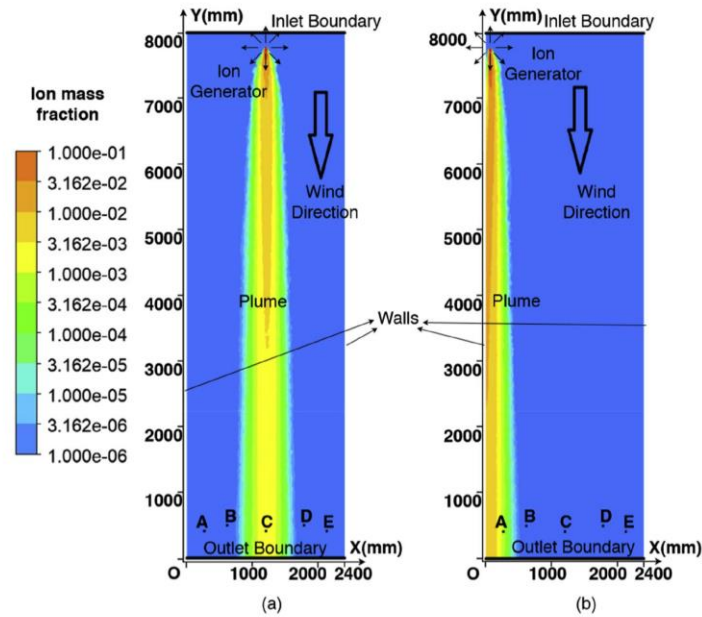 Ion mass
fraction
1.000e-01
3.162e-02
1.000e-02
3.162e-03
1.000e-03
3.162e-04
1.000e-04
3.162e-05
1.000e-05
3.162e-06
1.000e-06
Y(mm)
Inlet Boundary
8000
7000
6000
5000
4000
3000
2000
1000
Ion
Generator
Wind
Direction
Plume
A B C D E
Outlet Boundary
X(mm)
O 1000 2000 2400
(a)
Walls
Y(mm)
Inlet Boundary
8000
7000
6000
5000
4000
3000
2000
1000
Ion
Generator
Wind
Direction
Plume
A B C D E
Outlet Boundary
X(mm)
O 1000 2000 2400
(b)